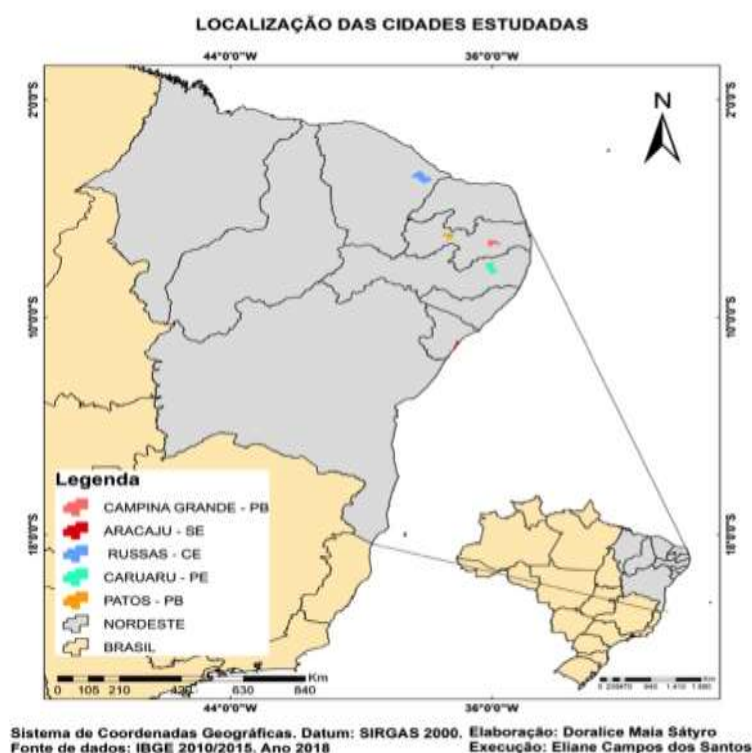 LOCALIZAÇÃO DAS CIDADES ESTUDADAS
44°0'0"W 36°0'0"W
2°0'0"S 2°0'0"S
N
10°0'0"S 10°0'0"S
18°0'0"S 18°0'0"S
Legenda
CAMPINA GRANDE - PB
ARACAJU - SE
RUSSAS - CE
CARUARU - PE
PATOS - PB
NORDESTE
BRASIL
Km
0 105 210 420 630 840
Km
44°0'0"W 36°0'0"W
Sistema de Coordenadas Geográficas. Datum: SIRGAS 2000. Elaboração: Doralice Maia Sátyro
Fonte de dados: IBGE 2010/2015. Ano 2018 Execução: Eliane Campos dos Santos